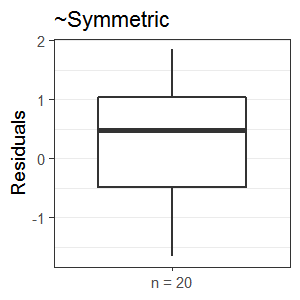 ~Symmetric
Residuals
2
1
0
-1
n = 20